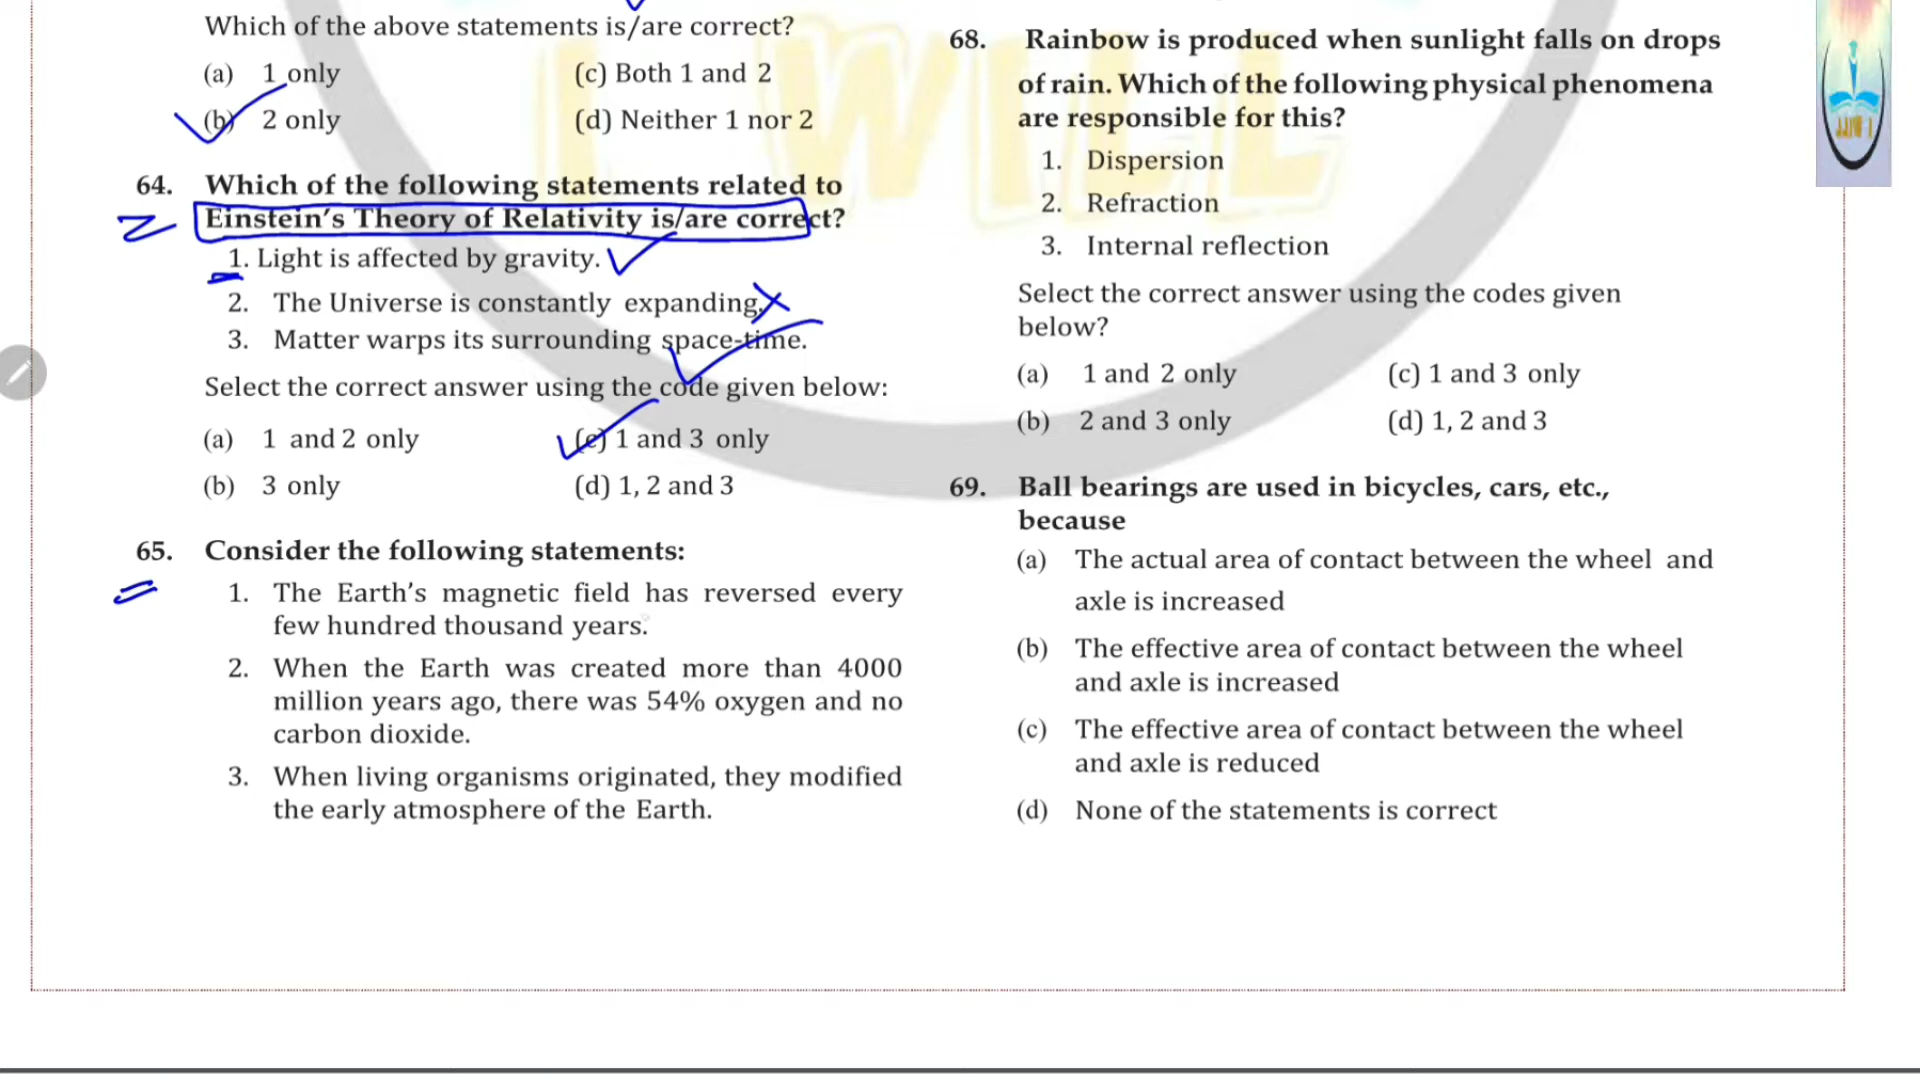 Which of the above statements is/are correct?
(a) 1 only (c) Both 1 and 2
(b) 2 only (d) Neither 1 nor 2
64. Which of the following statements related to
Einstein's Theory of Relativity is/are correct?
1. Light is affected by gravity.
2. The Universe is constantly expanding.
3. Matter warps its surrounding space-time.
Select the correct answer using the code given below:
(a) 1 and 2 only (c) 1 and 3 only
(b) 3 only (d) 1, 2 and 3
65. Consider the following statements:
1. The Earth's magnetic field has reversed every
few hundred thousand years.
2. When the Earth was created more than 4000
million years ago, there was 54% oxygen and no
carbon dioxide.
3. When living organisms originated, they modified
the early atmosphere of the Earth.
68. Rainbow is produced when sunlight falls on drops
of rain. Which of the following physical phenomena
are responsible for this?
1. Dispersion
2. Refraction
3. Internal reflection
Select the correct answer using the codes given
below?
(a) 1 and 2 only (c) 1 and 3 only
(b) 2 and 3 only (d) 1, 2 and 3
69. Ball bearings are used in bicycles, cars, etc.,
because
(a) The actual area of contact between the wheel and
axle is increased
(b) The effective area of contact between the wheel
and axle is increased
(c) The effective area of contact between the wheel
and axle is reduced
(d) None of the statements is correct
I WILL